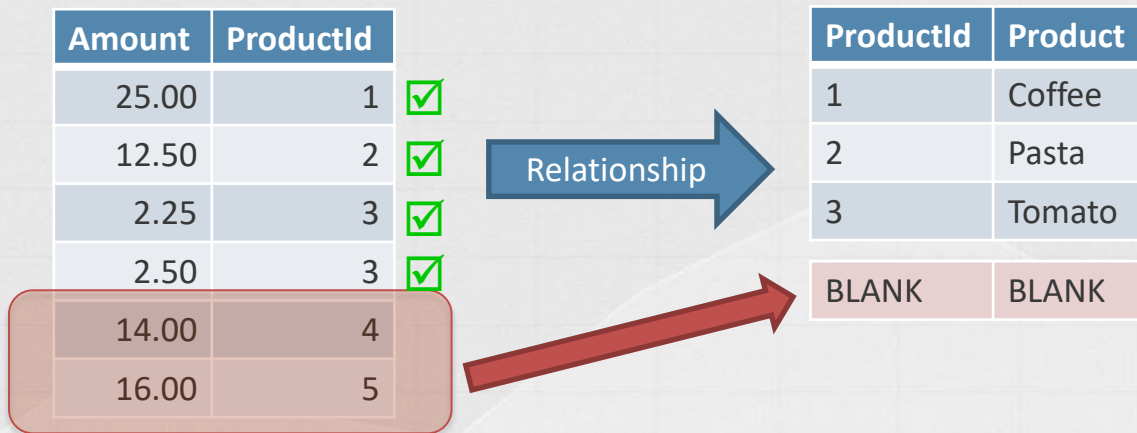 Amount ProductId
25.00 1
12.50 2
2.25 3
2.50 3
14.00 4
16.00 5
Relationship
ProductId Product
1 Coffee
2 Pasta
3 Tomato
BLANK BLANK